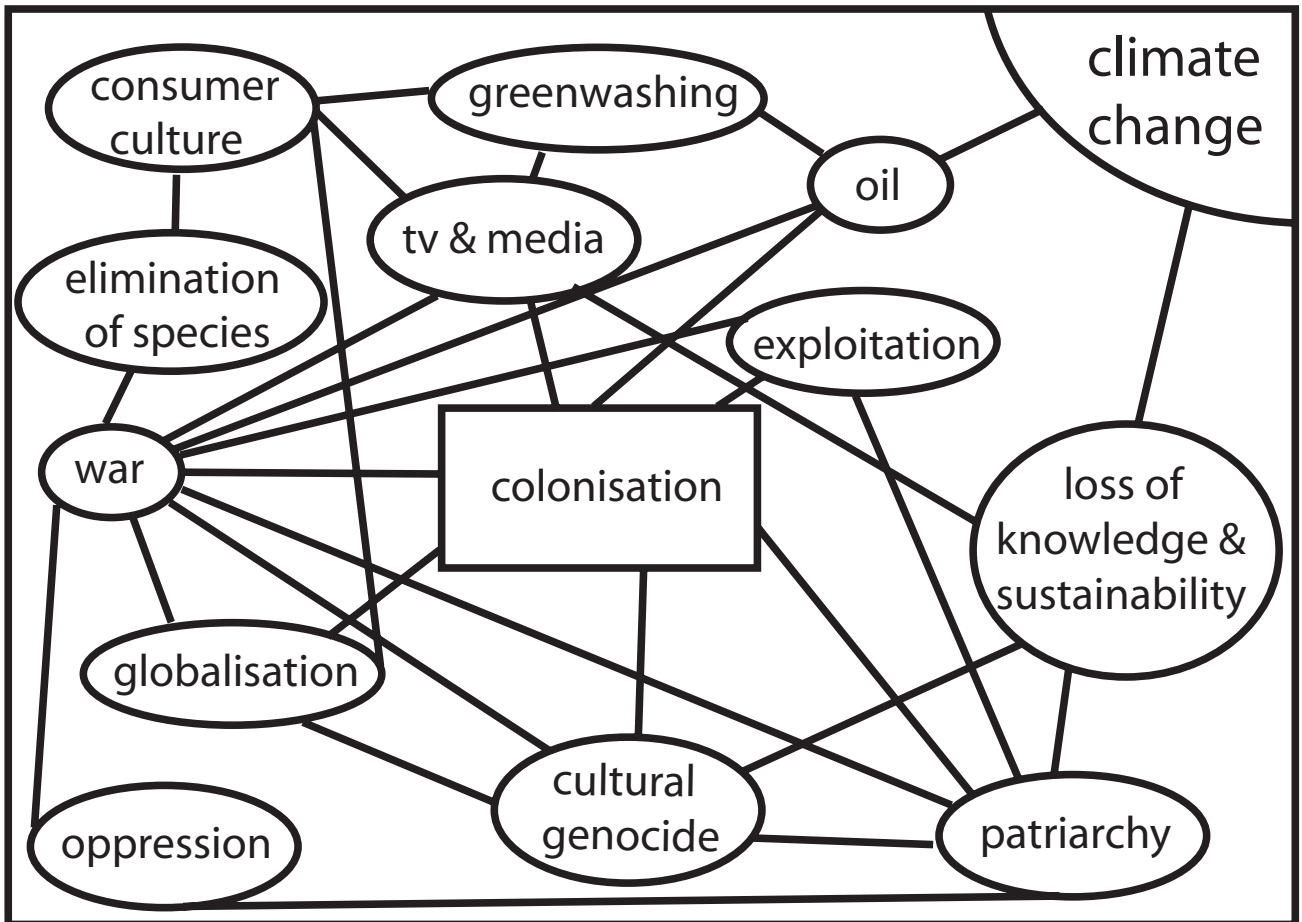 consumer
culture
greenwashing
climate
change
oil
tv & media
elimination
of species
exploitation
war
colonisation
loss of
knowledge &
sustainability
globalisation
cultural
genocide
oppression
patriarchy